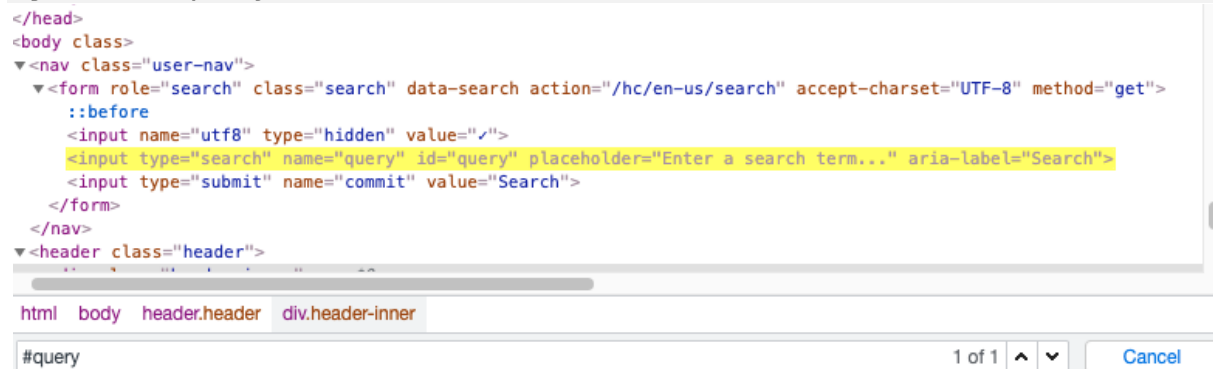 </head>
<body class>
▼<nav class="user-nav">
▼<form role="search" class="search" data-search action="/hc/en-us/search" accept-charset="UTF-8" method="get">
::before
<input name="utf8" type="hidden" value="✓">
<input type="search" name="query" id="query" placeholder="Enter a search term..." aria-label="Search">
<input type="submit" name="commit" value="Search">
</form>
</nav>
▼<header class="header">
html body header.header div.header-inner
#query 1 of 1 Cancel